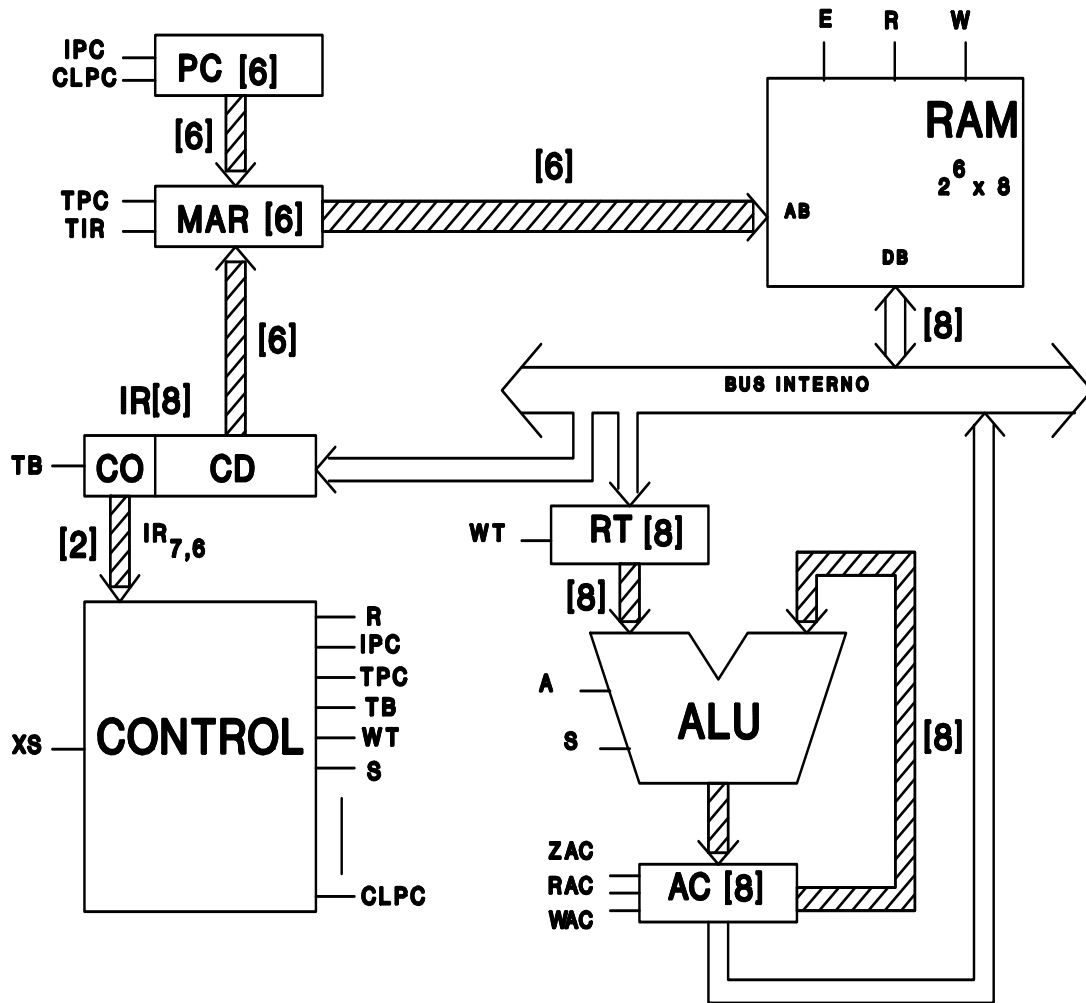 E R W
IPC
CLPC
PC [6]
[6]
RAM
2^6 x 8
AB
DB
[6]
TPC
TIR
MAR [6]
[6]
[8]
BUS INTERNO
IR[8]
TB
CO
CD
[2]
IR7,6
WT
RT [8]
[8]
R
IPC
TPC
TB
WT
S
CLPC
XS
CONTROL
A
S
ALU
[8]
ZAC
RAC
WAC
AC [8]